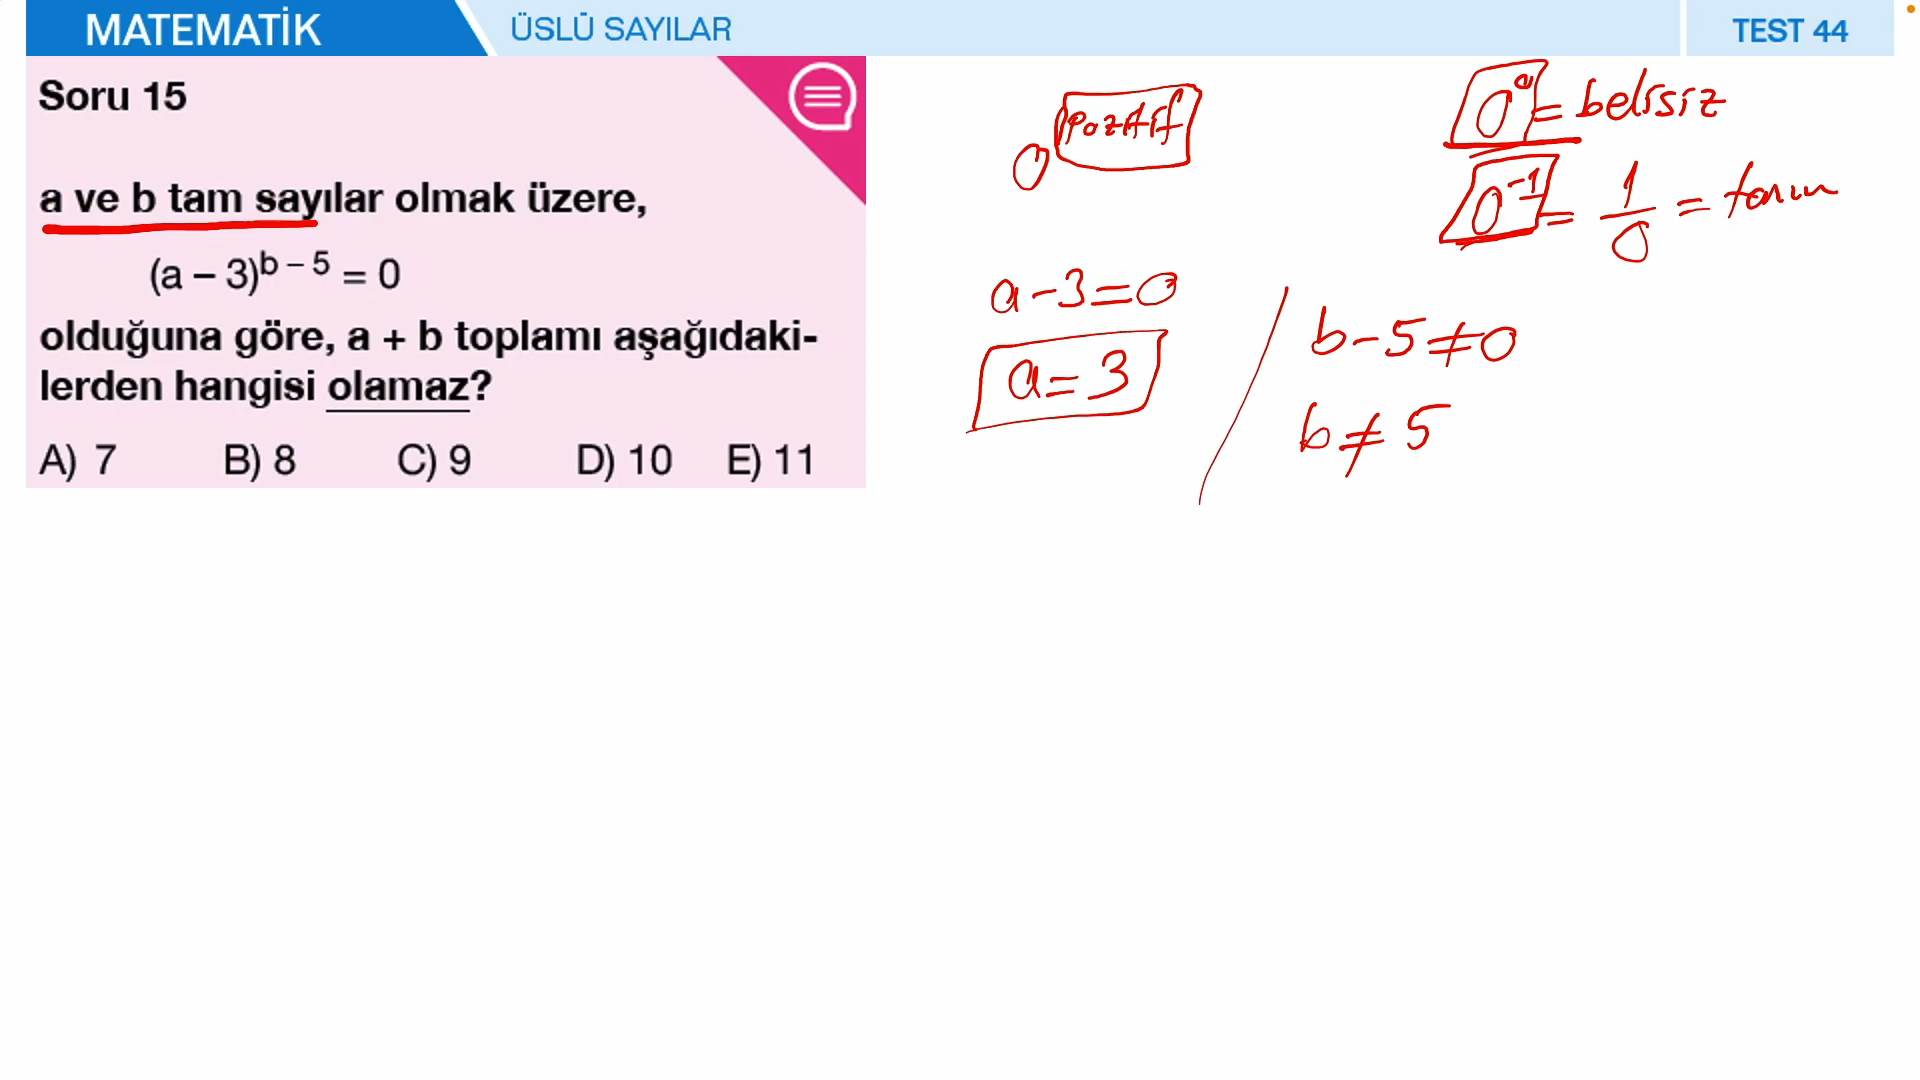 MATEMATİK
ÜSLÜ SAYILAR
TEST 44
Soru 15
a ve b tam sayılar olmak üzere,
(a – 3)^b – 5 = 0
olduğuna göre, a + b toplamı aşağıdaki-
lerden hangisi olamaz?
A) 7 B) 8 C) 9 D) 10 E) 11
0^pozitif
0^0 = belisiz
0^-1 = 1/0 = tanım
a - 3 = 0
a = 3
b - 5 ≠ 0
b ≠ 5